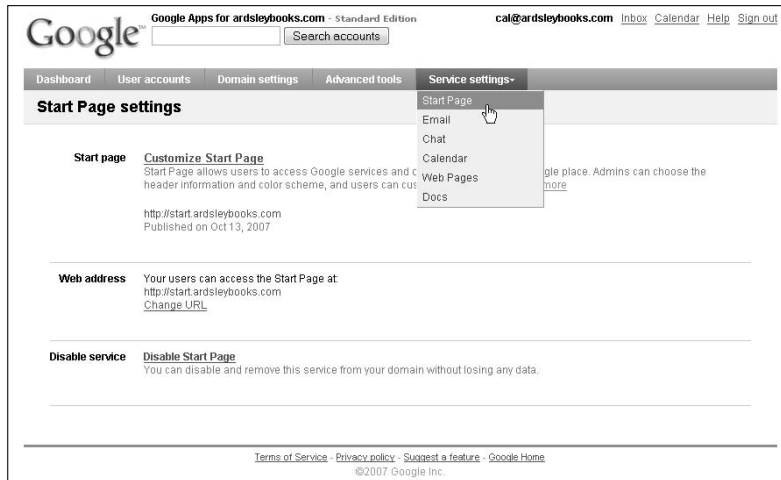 Google™
Google Apps for ardsleybooks.com - Standard Edition
cal@ardsleybooks.com Inbox Calendar Help Sign out
Search accounts
Dashboard User accounts Domain settings Advanced tools Service settings
Start Page settings
Start Page
Email
Chat
Calendar
Web Pages
Docs
Start page
Customize Start Page
Start Page allows users to access Google services and gle place. Admins can choose the
header information and color scheme, and users can more
http://start.ardsleybooks.com
Published on Oct 13, 2007
Web address
Your users can access the Start Page at:
http://start.ardsleybooks.com
Change URL
Disable service
Disable Start Page
You can disable and remove this service from your domain without losing any data.
Terms of Service - Privacy policy - Suggest a feature - Google Home
©2007 Google Inc.